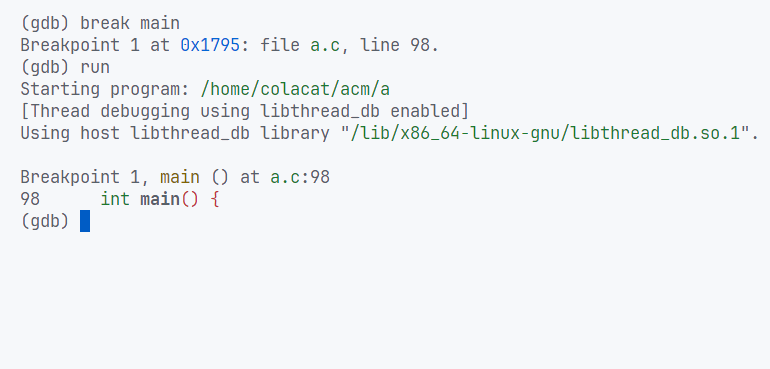 (gdb) break main
Breakpoint 1 at 0x1795: file a.c, line 98.
(gdb) run
Starting program: /home/colacat/acm/a
[Thread debugging using libthread_db enabled]
Using host libthread_db library "/lib/x86_64-linux-gnu/libthread_db.so.1".
Breakpoint 1, main () at a.c:98
98      int main() {
(gdb)